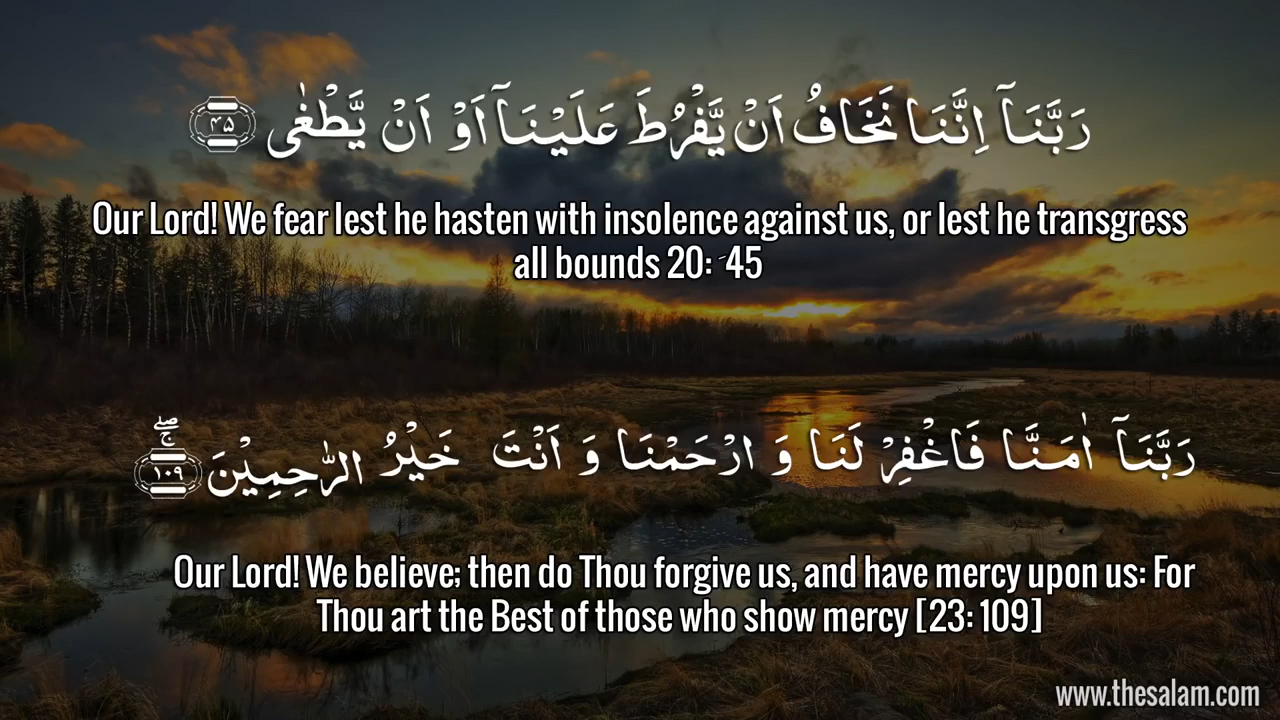 رَبَّنَاۤ اِنَّنَا نَخَافُ اَنْ يَّفْرُطَ عَلَيْنَاۤ اَوْ اَنْ يَّطْغٰى ۴۵
Our Lord! We fear lest he hasten with insolence against us, or lest he transgress
all bounds 20: 45
رَبَّنَاۤ اٰمَنَّا فَاغْفِرْ لَنَا وَ ارْحَمْنَا وَ اَنْتَ خَيْرُ الرّٰحِمِيْنَ ۱۰۹
Our Lord! We believe; then do Thou forgive us, and have mercy upon us: For
Thou art the Best of those who show mercy [23: 109]
www.thesalam.com